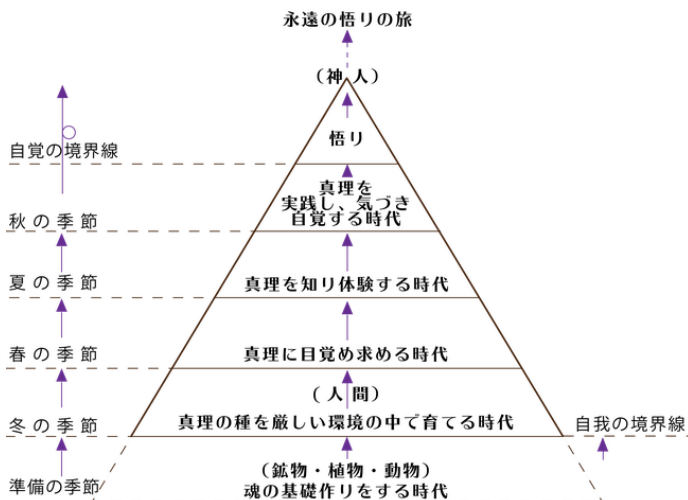 永遠の悟りの旅
（神 人）
悟り
自覚の境界線
真理を
実践し、気づき
自覚する時代
秋の季節
夏の季節
真理を知り体験する時代
春の季節
真理に目覚め求める時代
（人間）
冬の季節
真理の種を厳しい環境の中で育てる時代
自我の境界線
（鉱物・植物・動物）
準備の季節
魂の基礎作りをする時代